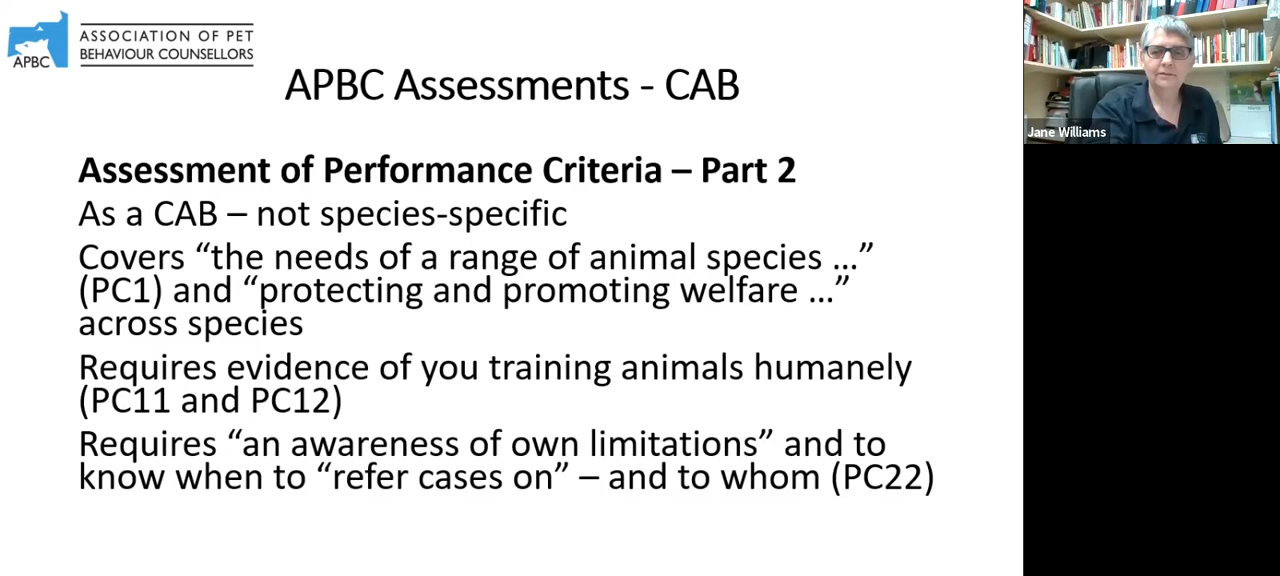 ASSOCIATION OF PET
BEHAVIOUR COUNSELLORS
APBC
APBC Assessments - CAB
Jane Williams
Assessment of Performance Criteria – Part 2
As a CAB – not species-specific
Covers “the needs of a range of animal species ...”
(PC1) and “protecting and promoting welfare ...”
across species
Requires evidence of you training animals humanely
(PC11 and PC12)
Requires “an awareness of own limitations” and to
know when to “refer cases on” – and to whom (PC22)